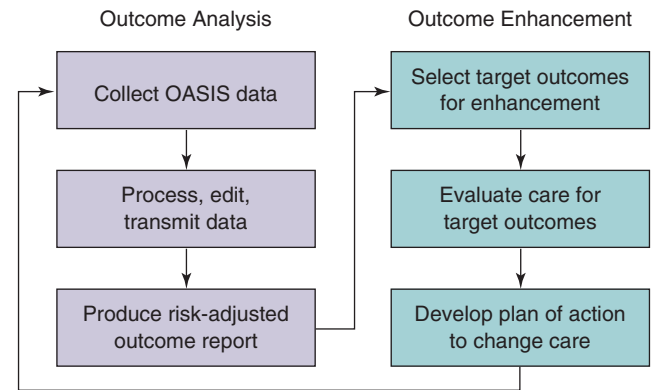 Outcome Analysis
Collect OASIS data
Process, edit,
transmit data
Produce risk-adjusted
outcome report
Outcome Enhancement
Select target outcomes
for enhancement
Evaluate care for
target outcomes
Develop plan of action
to change care